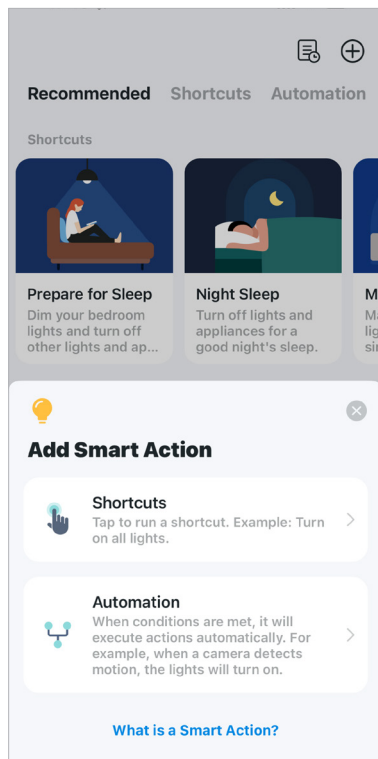 Recommended Shortcuts Automation
Shortcuts
Prepare for Sleep
Dim your bedroom
lights and turn off
other lights and ap...
Night Sleep
Turn off lights and
appliances for a
good night's sleep.
Add Smart Action
Shortcuts
Tap to run a shortcut. Example: Turn
on all lights.
Automation
When conditions are met, it will
execute actions automatically. For
example, when a camera detects
motion, the lights will turn on.
What is a Smart Action?